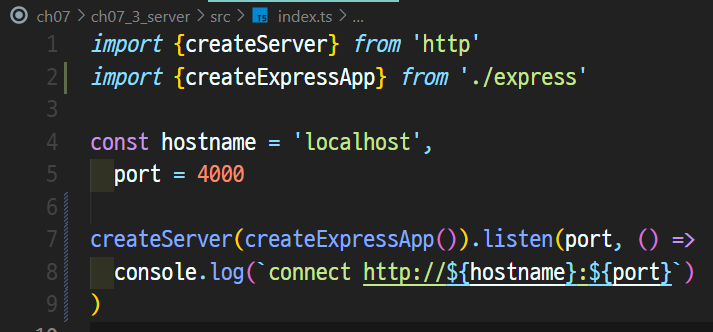 ch07 > ch07_3_server > src > TS index.ts > ...
1 import {createServer} from 'http'
2 import {createExpressApp} from './express'
3
4 const hostname = 'localhost',
5   port = 4000
6
7 createServer(createExpressApp()).listen(port, () =>
8   console.log(`connect http://${hostname}:${port}`)
9 )
10